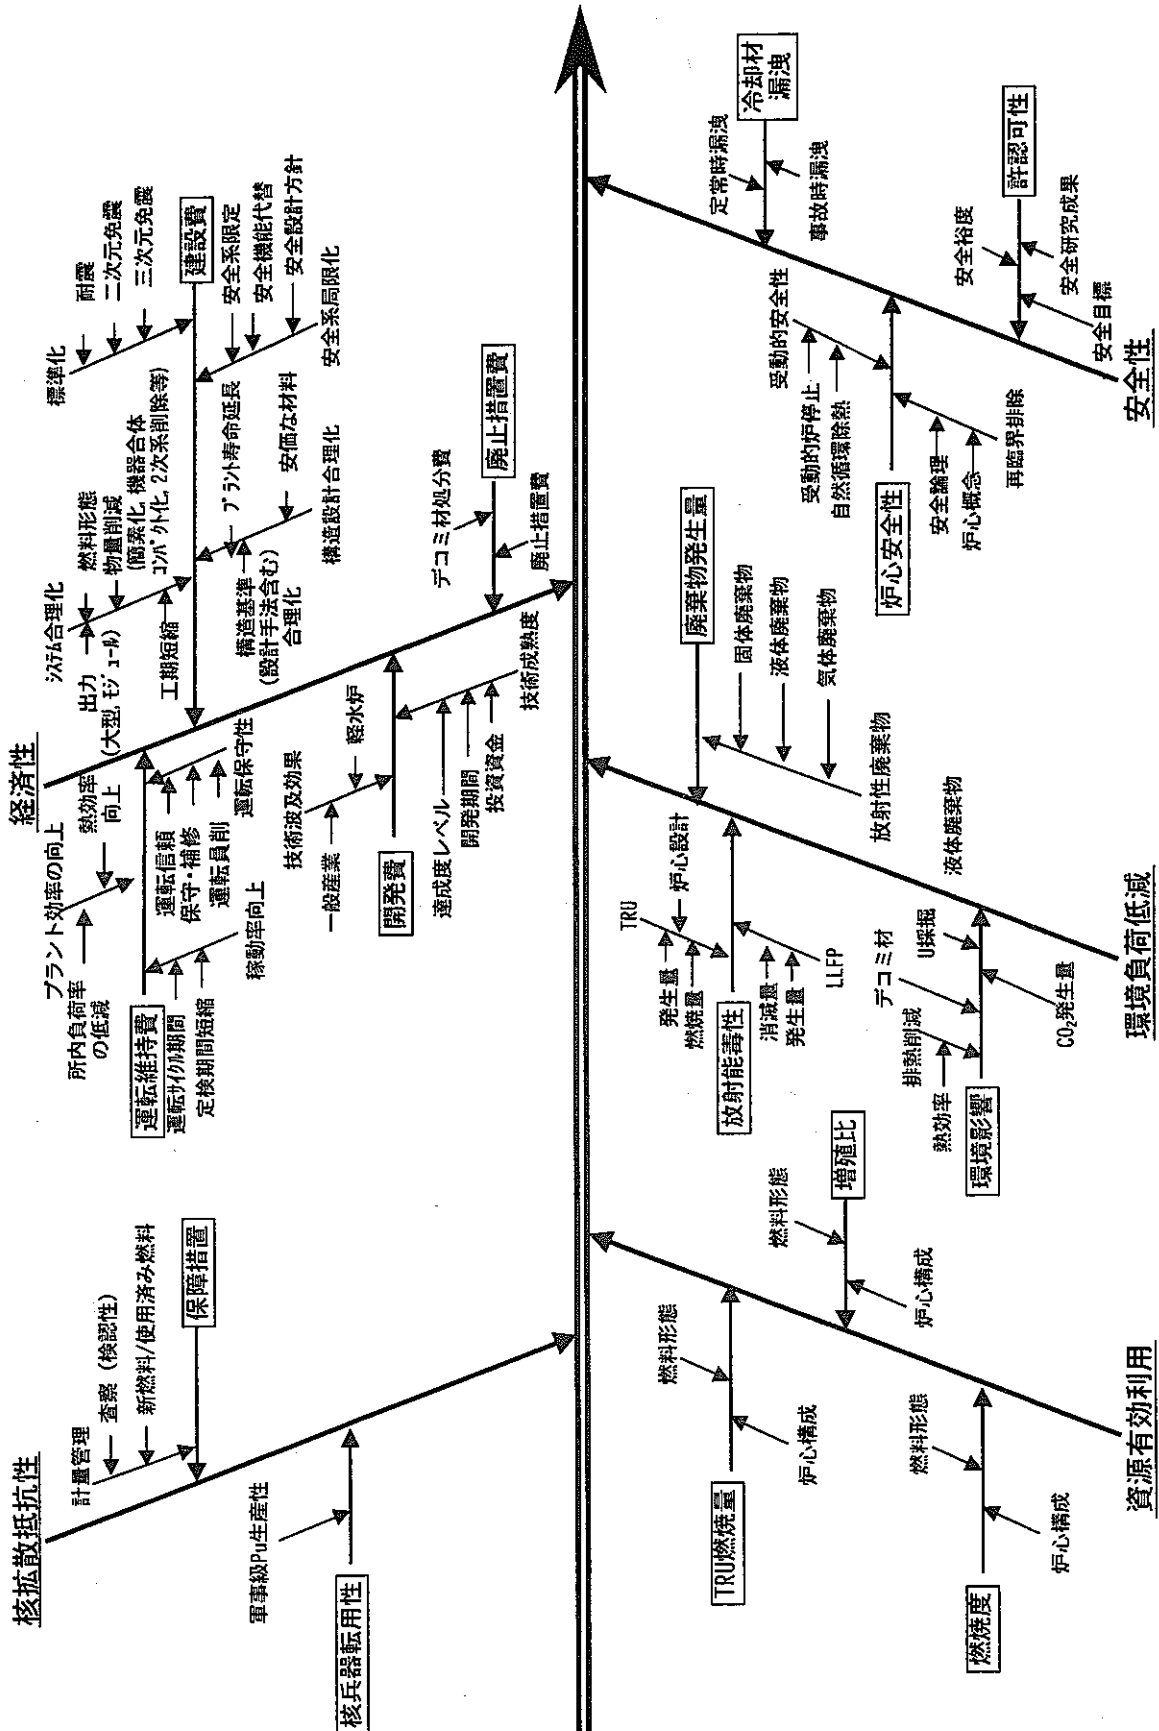 核拡散抵抗性
計量管理
査察（検認性）
新燃料/使用済み燃料
保障措置
軍事級Pu生産性
核兵器転用性
経済性
プラント効率の向上
所内負荷率
の低減
熱効率
向上
運転維持費
運転サイクル期間
定検期間短縮
稼動率向上
運転信頼
保守・補修
運転員削
運転保守性
システム合理化
出力
(大型,モジュール)
燃料形態
物量削減
(簡素化,機器合体
コンパクト化,2次系削除等)
工期短縮
標準化
耐震
二次元免震
三次元免震
建設費
構造基準
(設計手法含む)
合理化
プラント寿命延長
安価な材料
構造設計合理化
安全系限定
安全機能代替
安全設計方針
安全系局限化
技術波及効果
一般産業
軽水炉
開発費
達成度レベル
開発期間
投資資金
技術成熟度
デコミ材処分費
廃止措置費
廃止措置費
資源有効利用
TRU燃焼量
燃料形態
炉心構成
増殖比
燃料形態
炉心構成
燃焼度
燃料形態
炉心構成
環境負荷低減
廃棄物発生量
固体廃棄物
液体廃棄物
気体廃棄物
放射性廃棄物
液体廃棄物
TRU
発生量
燃焼量
炉心設計
放射能毒性
消滅量
発生量
LLFP
環境影響
熱効率
排熱削減
デコミ材
U採掘
CO₂発生量
安全性
冷却材
漏洩
定常時漏洩
事故時漏洩
受動的安全性
受動的炉停止
自然循環除熱
炉心安全性
安全論理
炉心概念
再臨界排除
許認可性
安全裕度
安全研究成果
安全目標